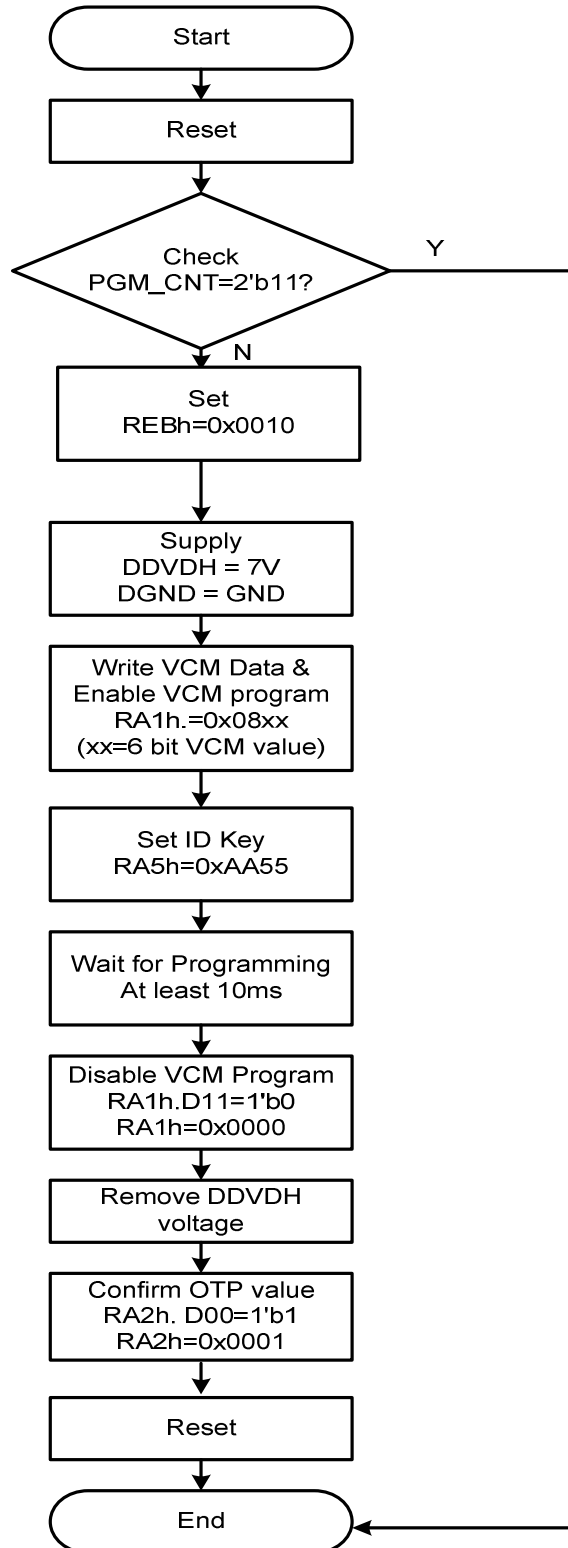 Start
Reset
Check
PGM_CNT=2'b11?
Y
N
Set
REBh=0x0010
Supply
DDVDH = 7V
DGND = GND
Write VCM Data &
Enable VCM program
RA1h.=0x08xx
(xx=6 bit VCM value)
Set ID Key
RA5h=0xAA55
Wait for Programming
At least 10ms
Disable VCM Program
RA1h.D11=1'b0
RA1h=0x0000
Remove DDVDH
voltage
Confirm OTP value
RA2h. D00=1'b1
RA2h=0x0001
Reset
End